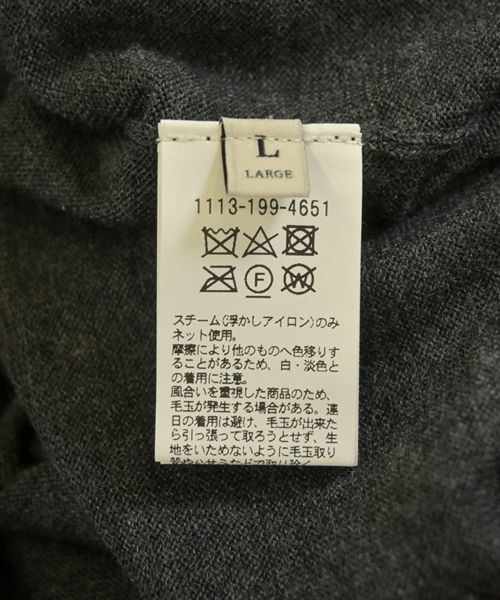 L
LARGE
1113-199-4651
F
W
スチーム(浮かしアイロン)のみ
ネット使用。
摩擦により他のものへ色移りす
ることがあるため、白・淡色と
の着用に注意。
風合いを重視した商品のため、
毛玉が発生する場合がある。連
日の着用は避け、毛玉が出来た
ら引っ張って取ろうとせず、生
地をいためないように毛玉取り